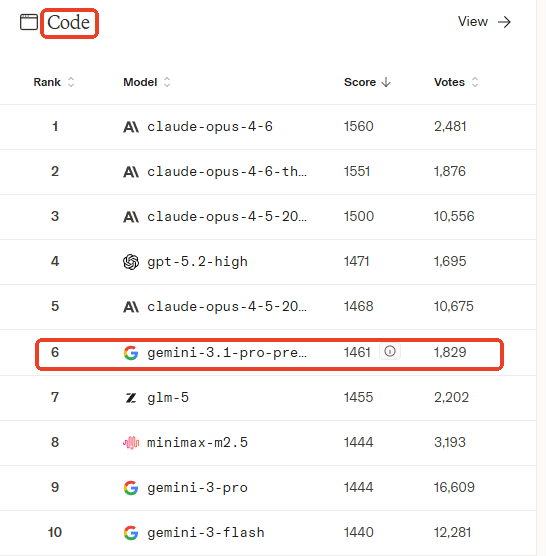 Code View →
Rank Model Score ↓ Votes
1 claude-opus-4-6 1560 2,481
2 claude-opus-4-6-th… 1551 1,876
3 claude-opus-4-5-20… 1500 10,556
4 gpt-5.2-high 1471 1,695
5 claude-opus-4-5-20… 1468 10,675
6 gemini-3.1-pro-pre… 1461 1,829
7 glm-5 1455 2,202
8 minimax-m2.5 1444 3,193
9 gemini-3-pro 1444 16,609
10 gemini-3-flash 1440 12,281